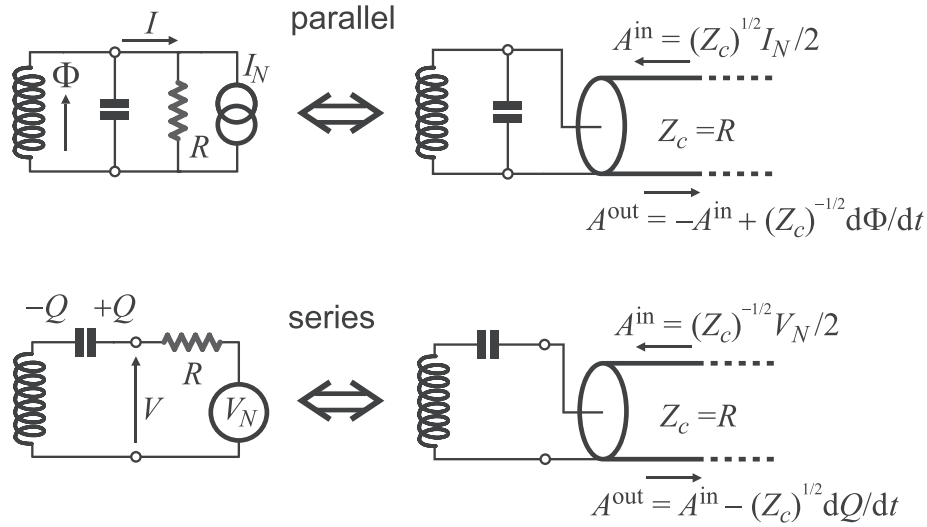 parallel
I
Φ
R
I_N
A^in = (Z_c)^1/2 I_N/2
Z_c = R
A^out = −A^in + (Z_c)^−1/2 dΦ/dt
series
−Q +Q
V
R
V_N
A^in = (Z_c)^−1/2 V_N/2
Z_c = R
A^out = A^in − (Z_c)^1/2 dQ/dt